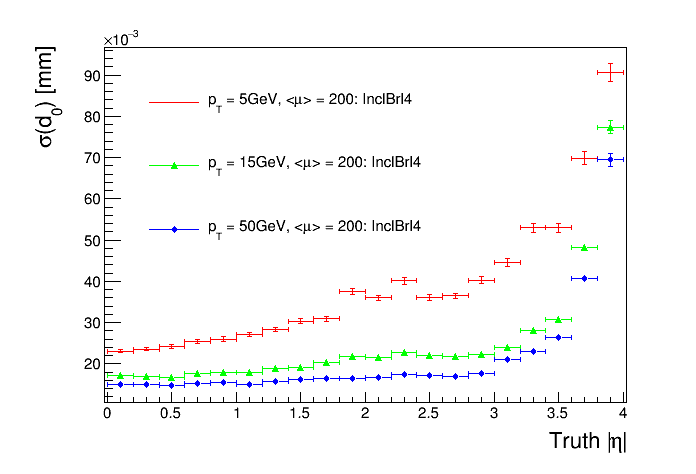 ×10⁻³
σ(d₀) [mm]
90
80
70
60
50
40
30
20
p_T = 5GeV, <μ> = 200: InclBrl4
p_T = 15GeV, <μ> = 200: InclBrl4
p_T = 50GeV, <μ> = 200: InclBrl4
0 0.5 1 1.5 2 2.5 3 3.5 4
Truth |η|